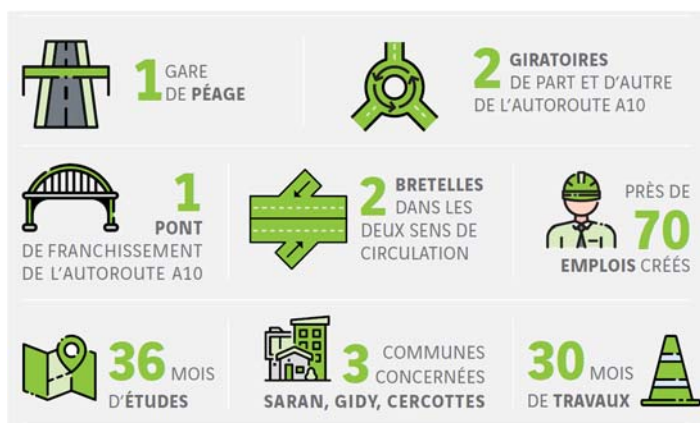 1 GARE
DE PÉAGE
2 GIRATOIRES
DE PART ET D'AUTRE
DE L'AUTOROUTE A10
1
PONT
DE FRANCHISSEMENT
DE L'AUTOROUTE A10
2 BRETELLES
DANS LES
DEUX SENS DE
CIRCULATION
PRÈS DE
70
EMPLOIS CRÉÉS
36 MOIS
D'ÉTUDES
3 COMMUNES
CONCERNÉES
SARAN, GIDY, CERCOTTES
30 MOIS
DE TRAVAUX